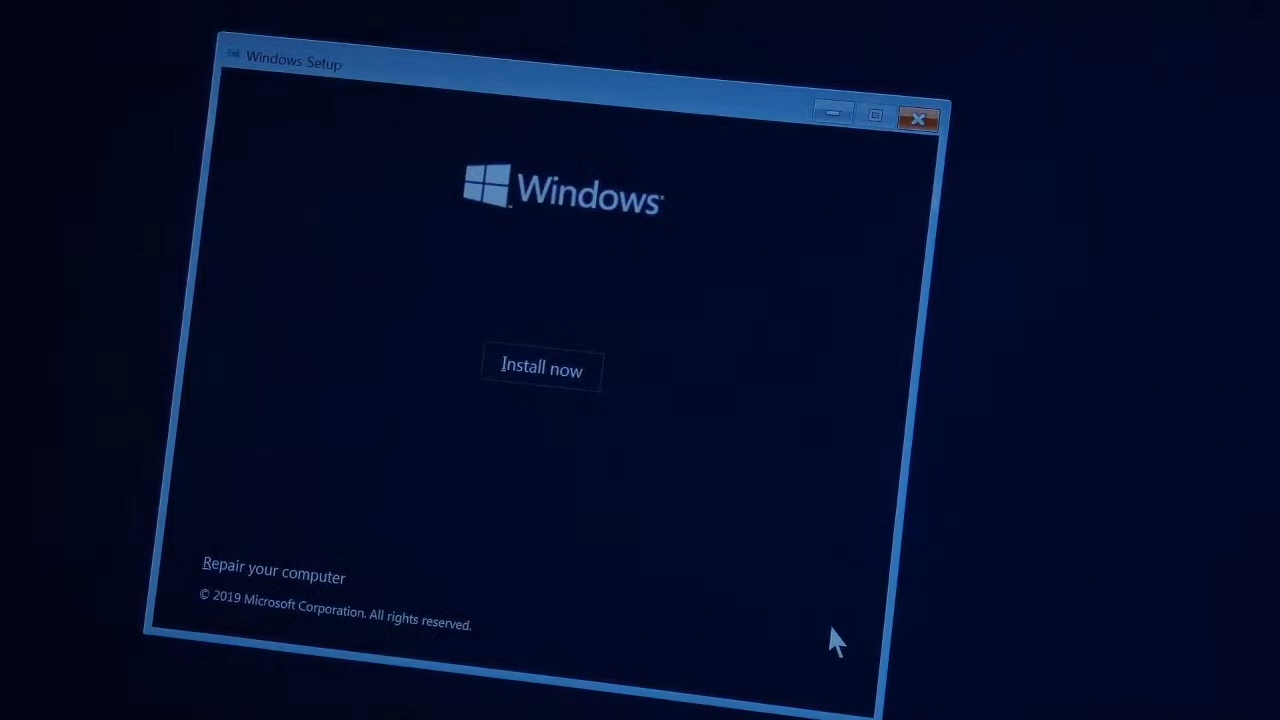 Windows Setup
Windows
Install now
Repair your computer
© 2019 Microsoft Corporation. All rights reserved.